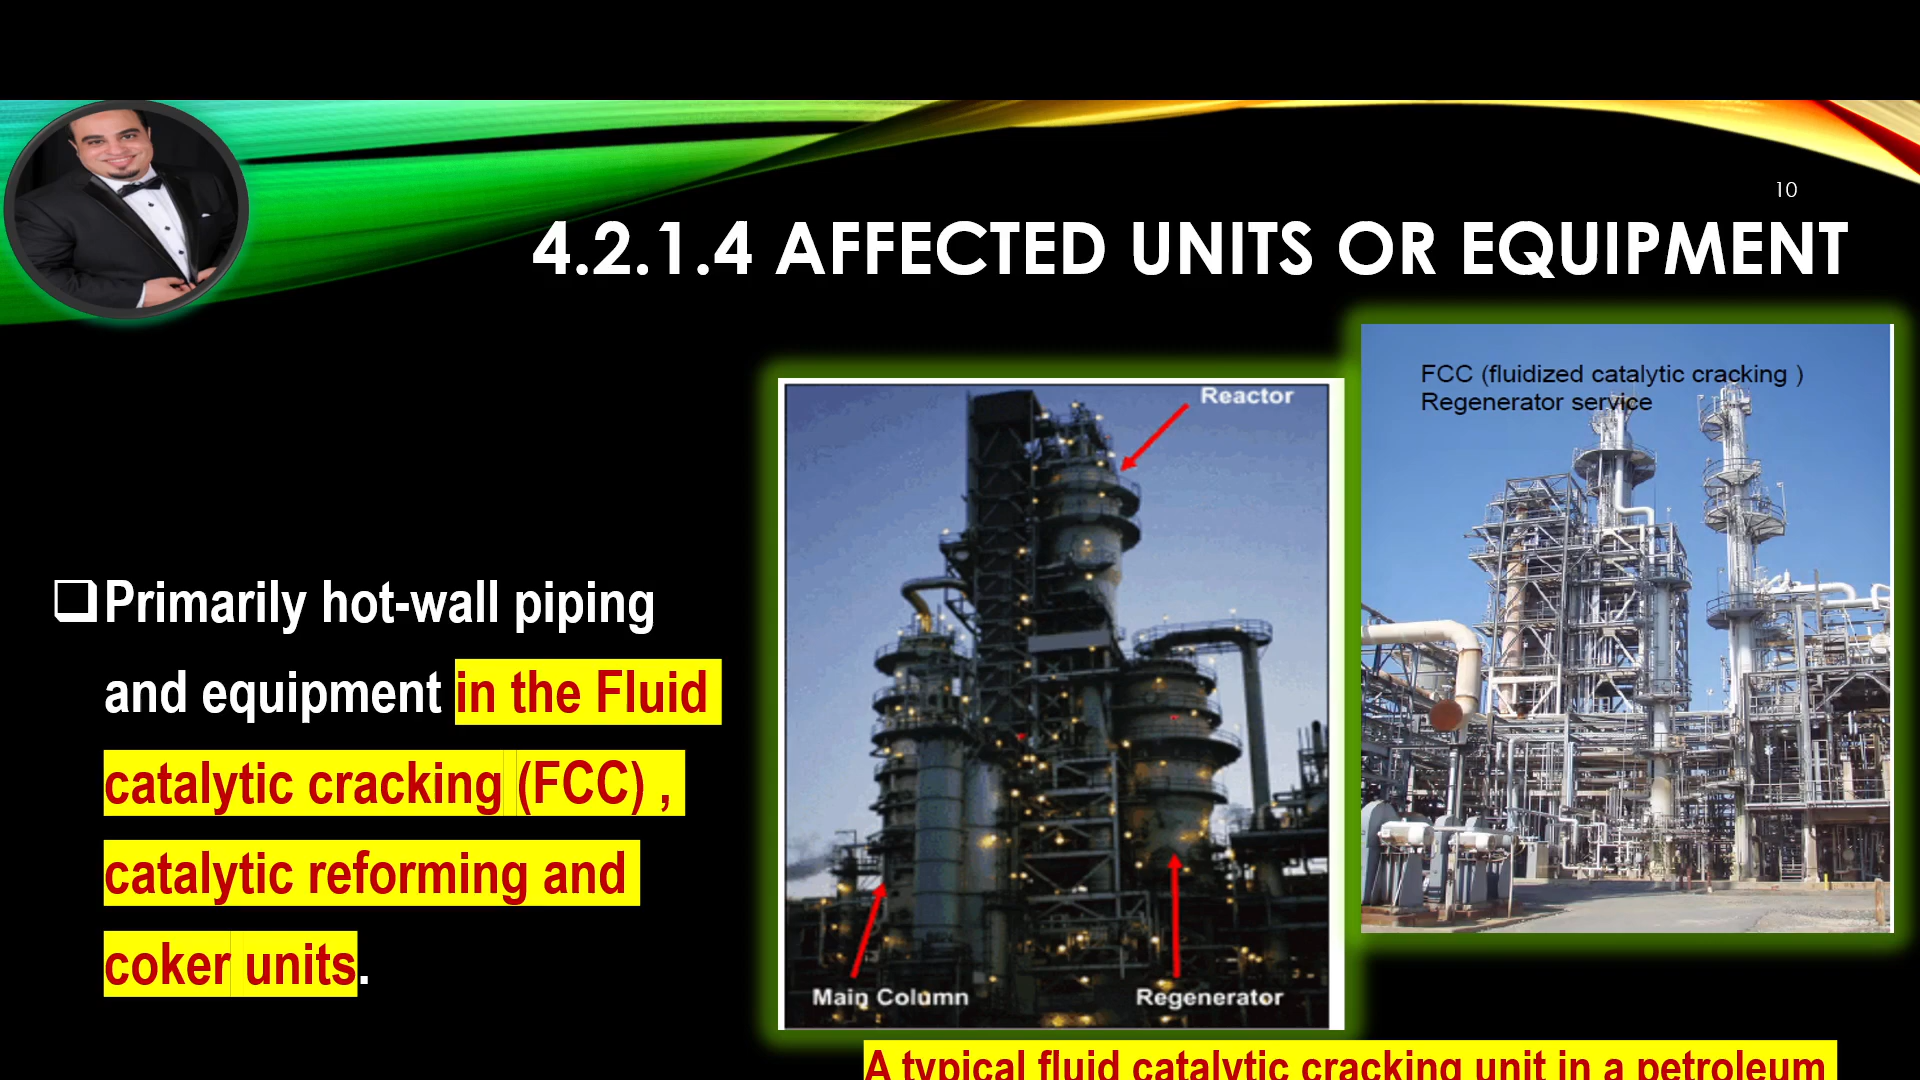 10
4.2.1.4 AFFECTED UNITS OR EQUIPMENT
Primarily hot-wall piping
and equipment in the Fluid
catalytic cracking (FCC) ,
catalytic reforming and
coker units.
Reactor
Main Column
Regenerator
FCC (fluidized catalytic cracking )
Regenerator service
A typical fluid catalytic cracking unit in a petroleum